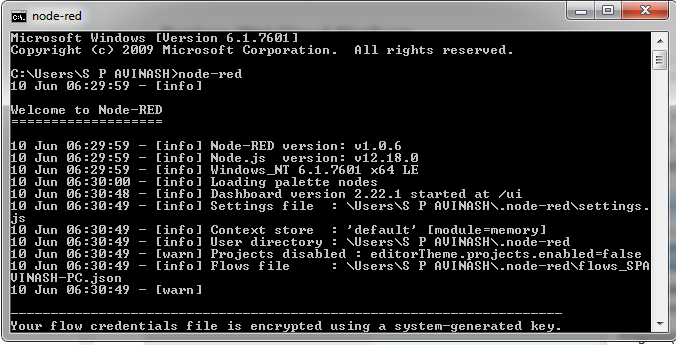 node-red
Microsoft Windows [Version 6.1.7601]
Copyright (c) 2009 Microsoft Corporation.  All rights reserved.
C:\Users\S P AVINASH>node-red
10 Jun 06:29:59 - [info]
Welcome to Node-RED
===================
10 Jun 06:29:59 - [info] Node-RED version: v1.0.6
10 Jun 06:29:59 - [info] Node.js  version: v12.18.0
10 Jun 06:29:59 - [info] Windows_NT 6.1.7601 x64 LE
10 Jun 06:30:00 - [info] Loading palette nodes
10 Jun 06:30:48 - [info] Dashboard version 2.22.1 started at /ui
10 Jun 06:30:49 - [info] Settings file  : \Users\S P AVINASH\.node-red\settings.
js
10 Jun 06:30:49 - [info] Context store  : 'default' [module=memory]
10 Jun 06:30:49 - [info] User directory : \Users\S P AVINASH\.node-red
10 Jun 06:30:49 - [warn] Projects disabled : editorTheme.projects.enabled=false
10 Jun 06:30:49 - [info] Flows file     : \Users\S P AVINASH\.node-red\flows_SPA
VINASH-PC.json
10 Jun 06:30:49 - [warn]
---------------------------------------------------------------------
Your flow credentials file is encrypted using a system-generated key.